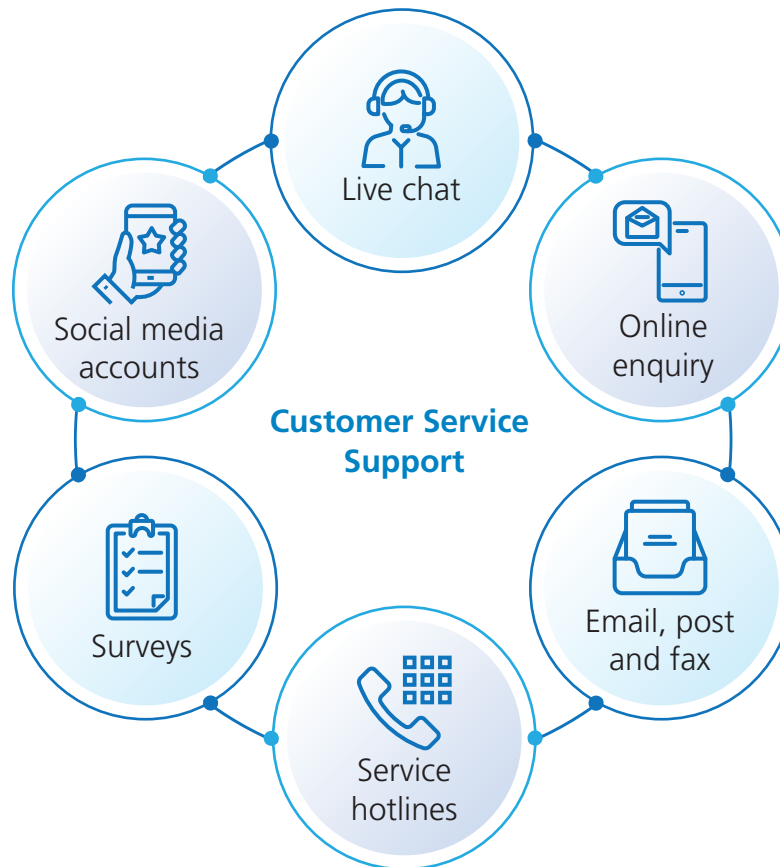 Live chat
Social media
accounts
Online
enquiry
Customer Service
Support
Surveys
Email, post
and fax
Service
hotlines